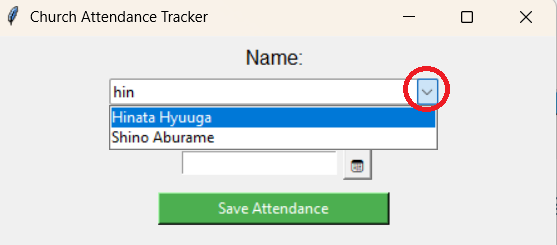 Church Attendance Tracker
Name:
hin
Hinata Hyuuga
Shino Aburame
Save Attendance